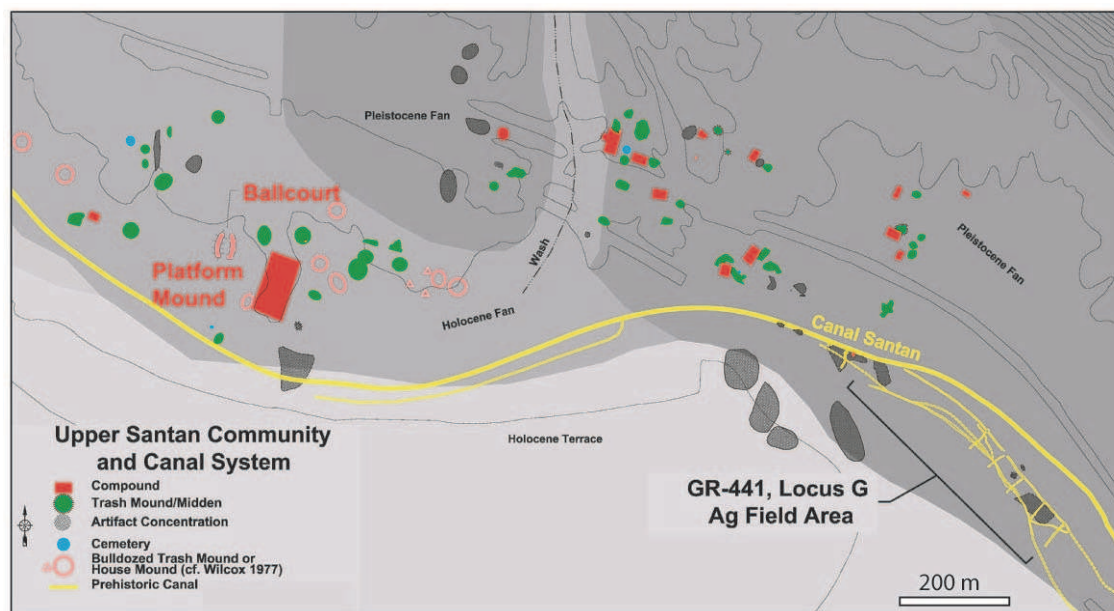 Pleistocene Fan
Ballcourt
Platform
Mound
Wash
Pleistocene Fan
Holocene Fan
Canal Santan
Holocene Terrace
Upper Santan Community
and Canal System
Compound
Trash Mound/Midden
Artifact Concentration
Cemetery
Bulldozed Trash Mound or
House Mound (cf. Wilcox 1977)
Prehistoric Canal
GR-441, Locus G
Ag Field Area
200 m